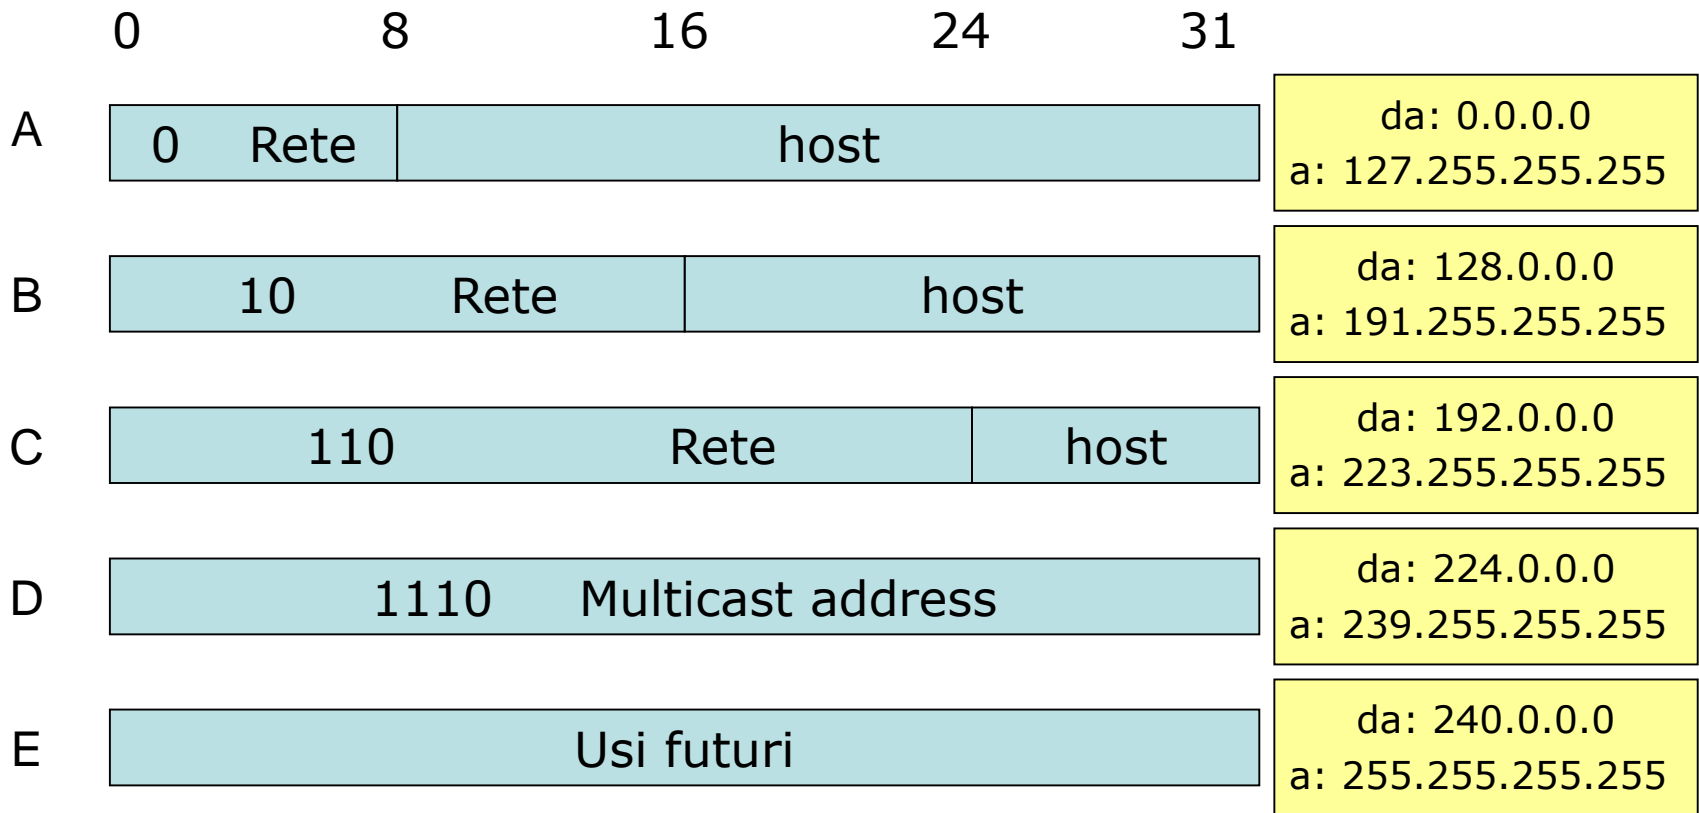 0 8 16 24 31
A 0 Rete host da: 0.0.0.0
a: 127.255.255.255
B 10 Rete host da: 128.0.0.0
a: 191.255.255.255
C 110 Rete host da: 192.0.0.0
a: 223.255.255.255
D 1110 Multicast address da: 224.0.0.0
a: 239.255.255.255
E Usi futuri da: 240.0.0.0
a: 255.255.255.255